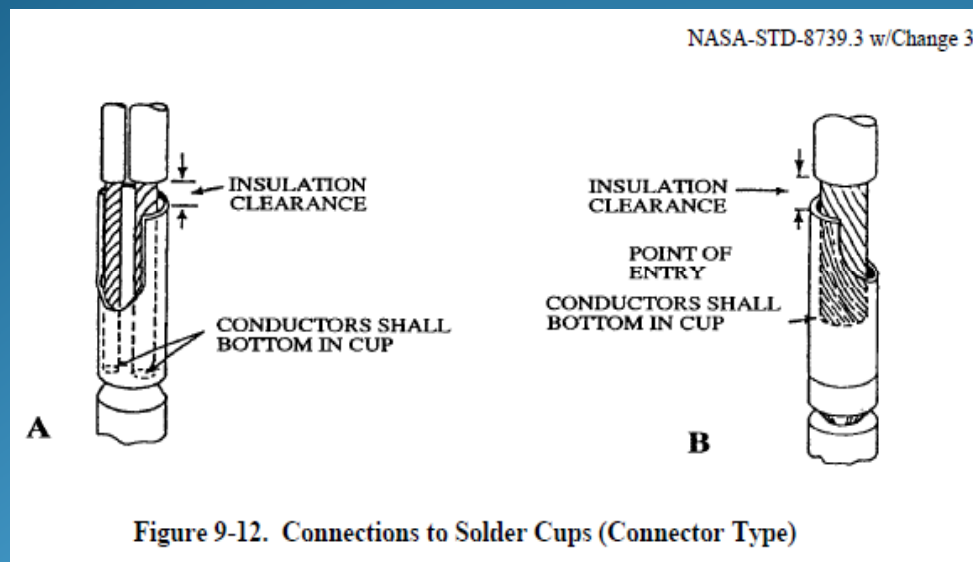 NASA-STD-8739.3 w/Change 3
INSULATION
CLEARANCE
CONDUCTORS SHALL
BOTTOM IN CUP
A
INSULATION
CLEARANCE
POINT OF
ENTRY
CONDUCTORS SHALL
BOTTOM IN CUP
B
Figure 9-12. Connections to Solder Cups (Connector Type)